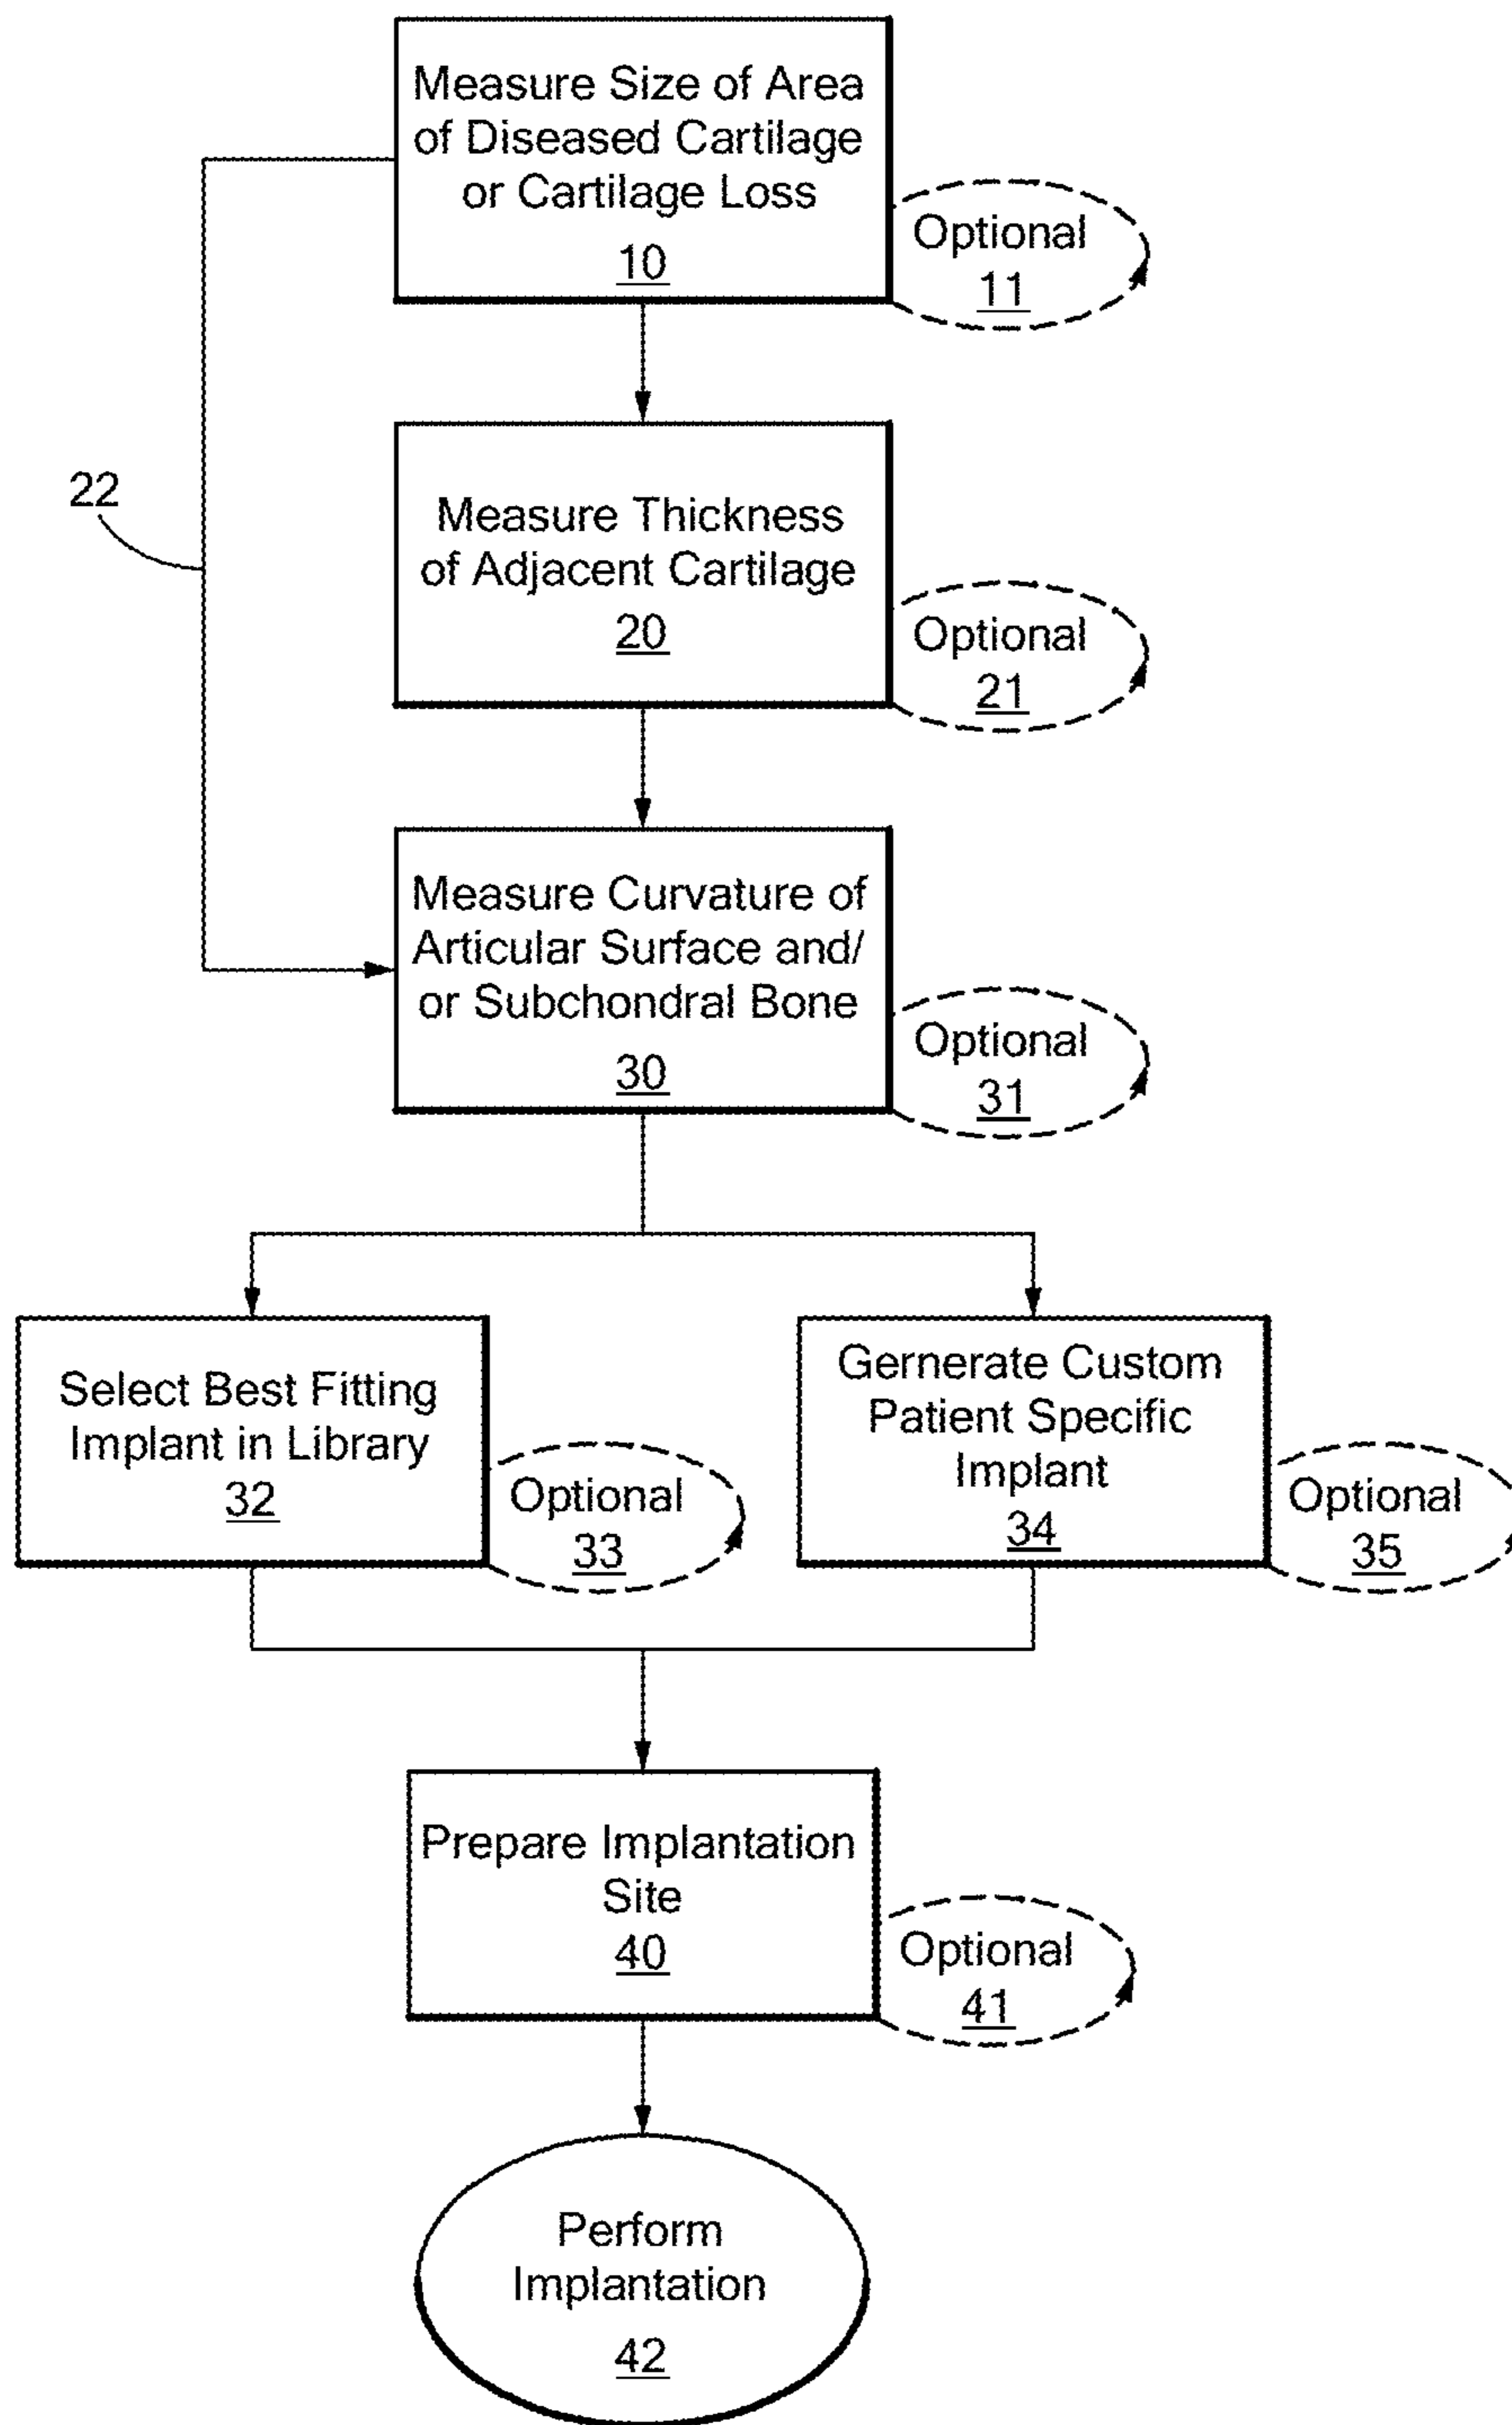 Measure Size of Area
of Diseased Cartilage
or Cartilage Loss
10
Optional
11
22
Measure Thickness
of Adjacent Cartilage
20
Optional
21
Measure Curvature of
Articular Surface and/
or Subchondral Bone
30
Optional
31
Select Best Fitting
Implant in Library
32
Optional
33
Gernerate Custom
Patient Specific
Implant
34
Optional
35
Prepare Implantation
Site
40
Optional
41
Perform
Implantation
42